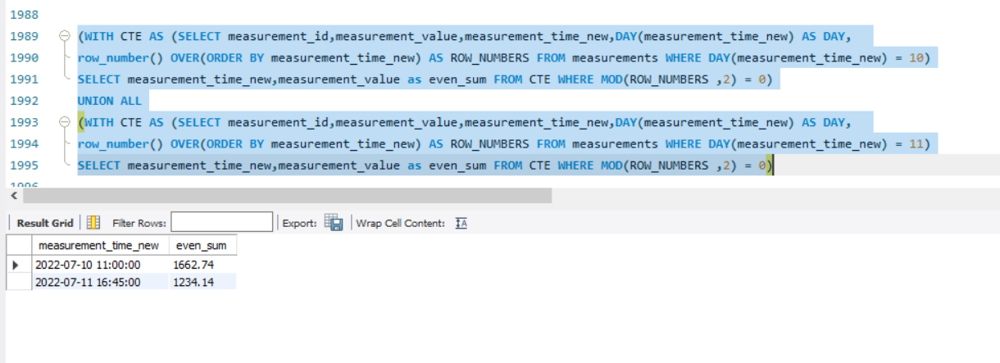 1988
1989 (WITH CTE AS (SELECT measurement_id,measurement_value,measurement_time_new,DAY(measurement_time_new) AS DAY,
1990 row_number() OVER(ORDER BY measurement_time_new) AS ROW_NUMBERS FROM measurements WHERE DAY(measurement_time_new) = 10)
1991 SELECT measurement_time_new,measurement_value as even_sum FROM CTE WHERE MOD(ROW_NUMBERS ,2) = 0)
1992 UNION ALL
1993 (WITH CTE AS (SELECT measurement_id,measurement_value,measurement_time_new,DAY(measurement_time_new) AS DAY,
1994 row_number() OVER(ORDER BY measurement_time_new) AS ROW_NUMBERS FROM measurements WHERE DAY(measurement_time_new) = 11)
1995 SELECT measurement_time_new,measurement_value as even_sum FROM CTE WHERE MOD(ROW_NUMBERS ,2) = 0)
1996
Result Grid Filter Rows: Export: Wrap Cell Content:
measurement_time_new even_sum
2022-07-10 11:00:00 1662.74
2022-07-11 16:45:00 1234.14